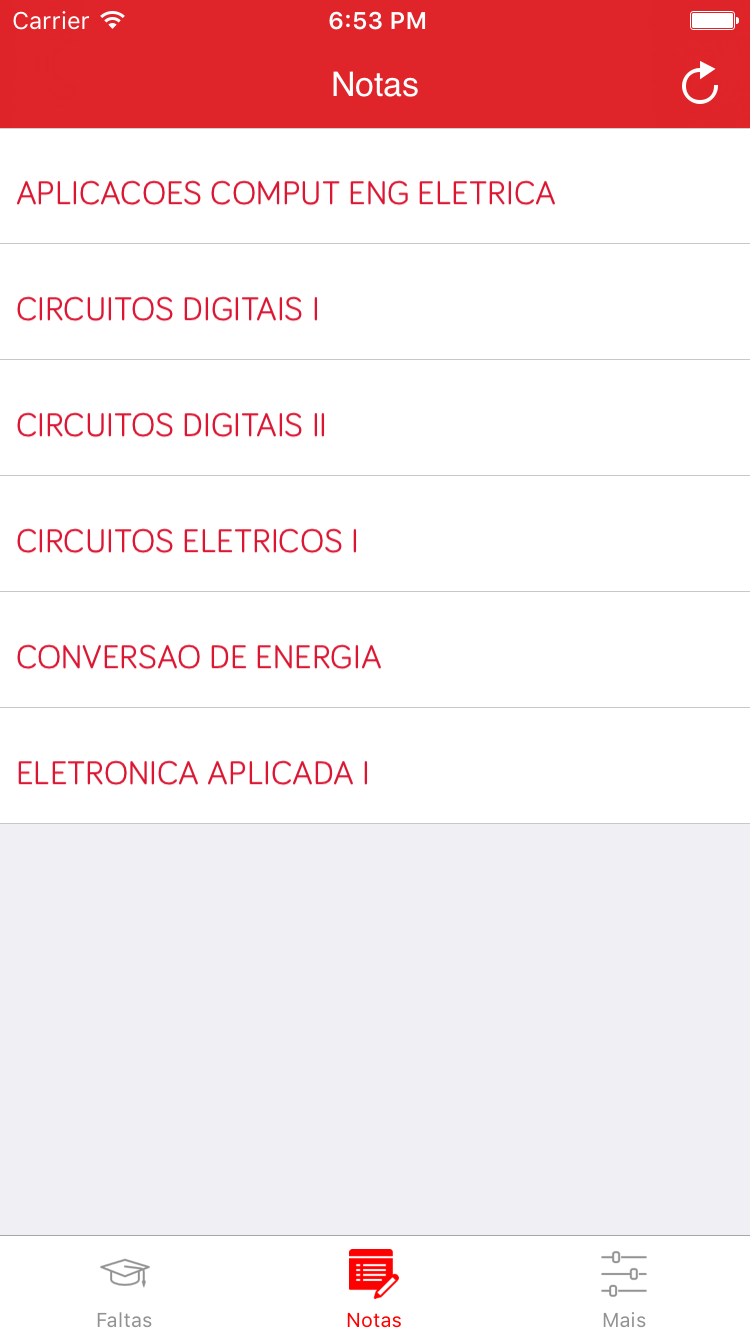 Carrier 6:53 PM
Notas
APLICACOES COMPUT ENG ELETRICA
CIRCUITOS DIGITAIS I
CIRCUITOS DIGITAIS II
CIRCUITOS ELETRICOS I
CONVERSAO DE ENERGIA
ELETRONICA APLICADA I
Faltas Notas Mais